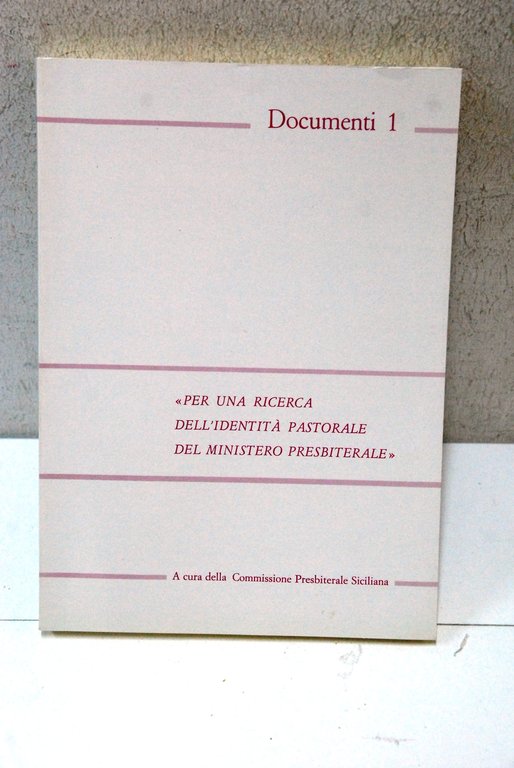 Documenti 1
«PER UNA RICERCA
DELL'IDENTITÀ PASTORALE
DEL MINISTERO PRESBITERALE»
A cura della Commissione Presbiterale Siciliana